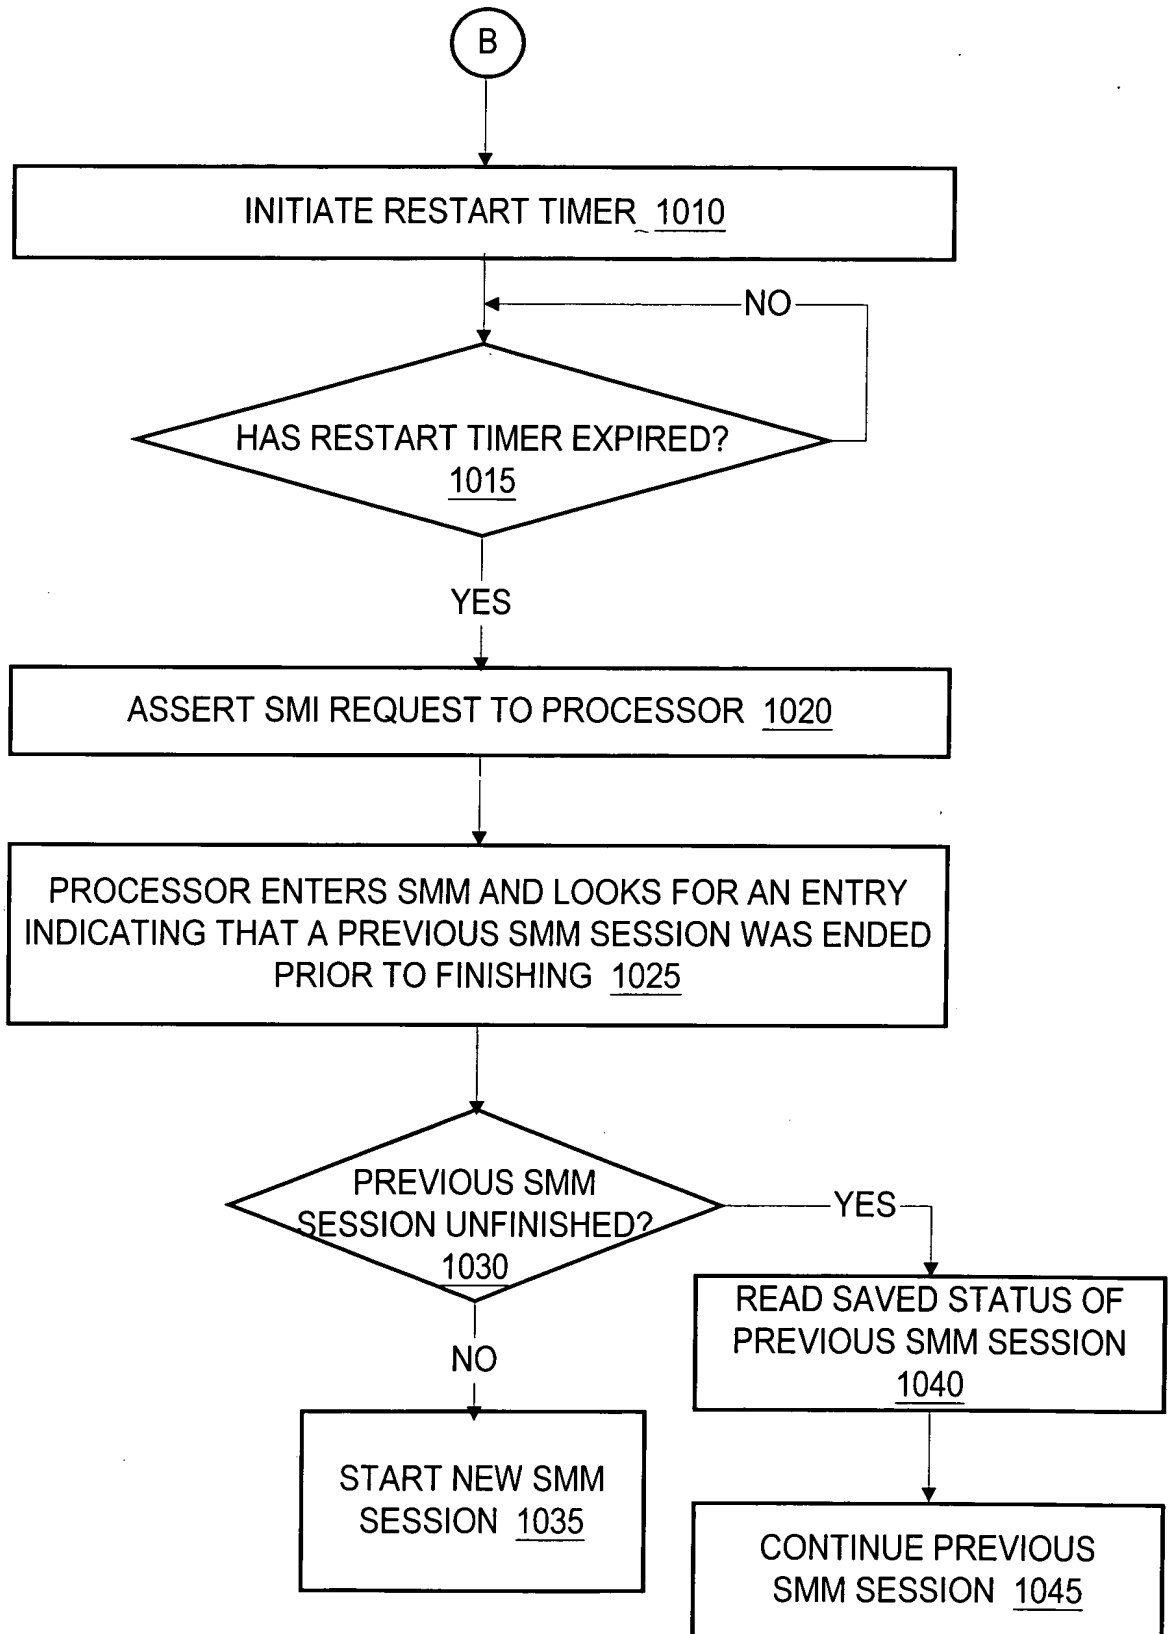 B
INITIATE RESTART TIMER 1010
NO
HAS RESTART TIMER EXPIRED?
1015
YES
ASSERT SMI REQUEST TO PROCESSOR 1020
PROCESSOR ENTERS SMM AND LOOKS FOR AN ENTRY
INDICATING THAT A PREVIOUS SMM SESSION WAS ENDED
PRIOR TO FINISHING 1025
PREVIOUS SMM
SESSION UNFINISHED?
1030
YES
NO
READ SAVED STATUS OF
PREVIOUS SMM SESSION
1040
START NEW SMM
SESSION 1035
CONTINUE PREVIOUS
SMM SESSION 1045